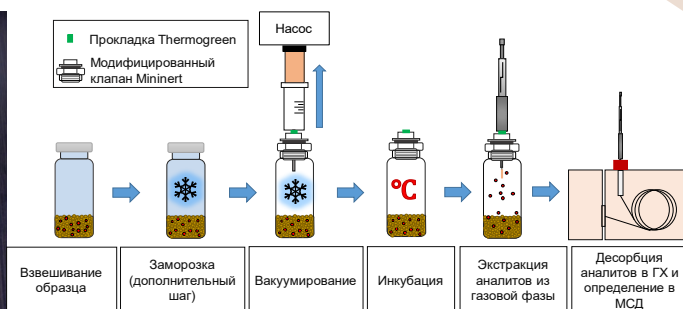 Прокладка Thermogreen
Модифицированный
клапан Mininert
Насос
°C
Взвешивание
образца
Заморозка
(дополнительный
шаг)
Вакуумирование
Инкубация
Экстракция
аналитов из
газовой фазы
Десорбция
аналитов в ГХ и
определение в
МСД